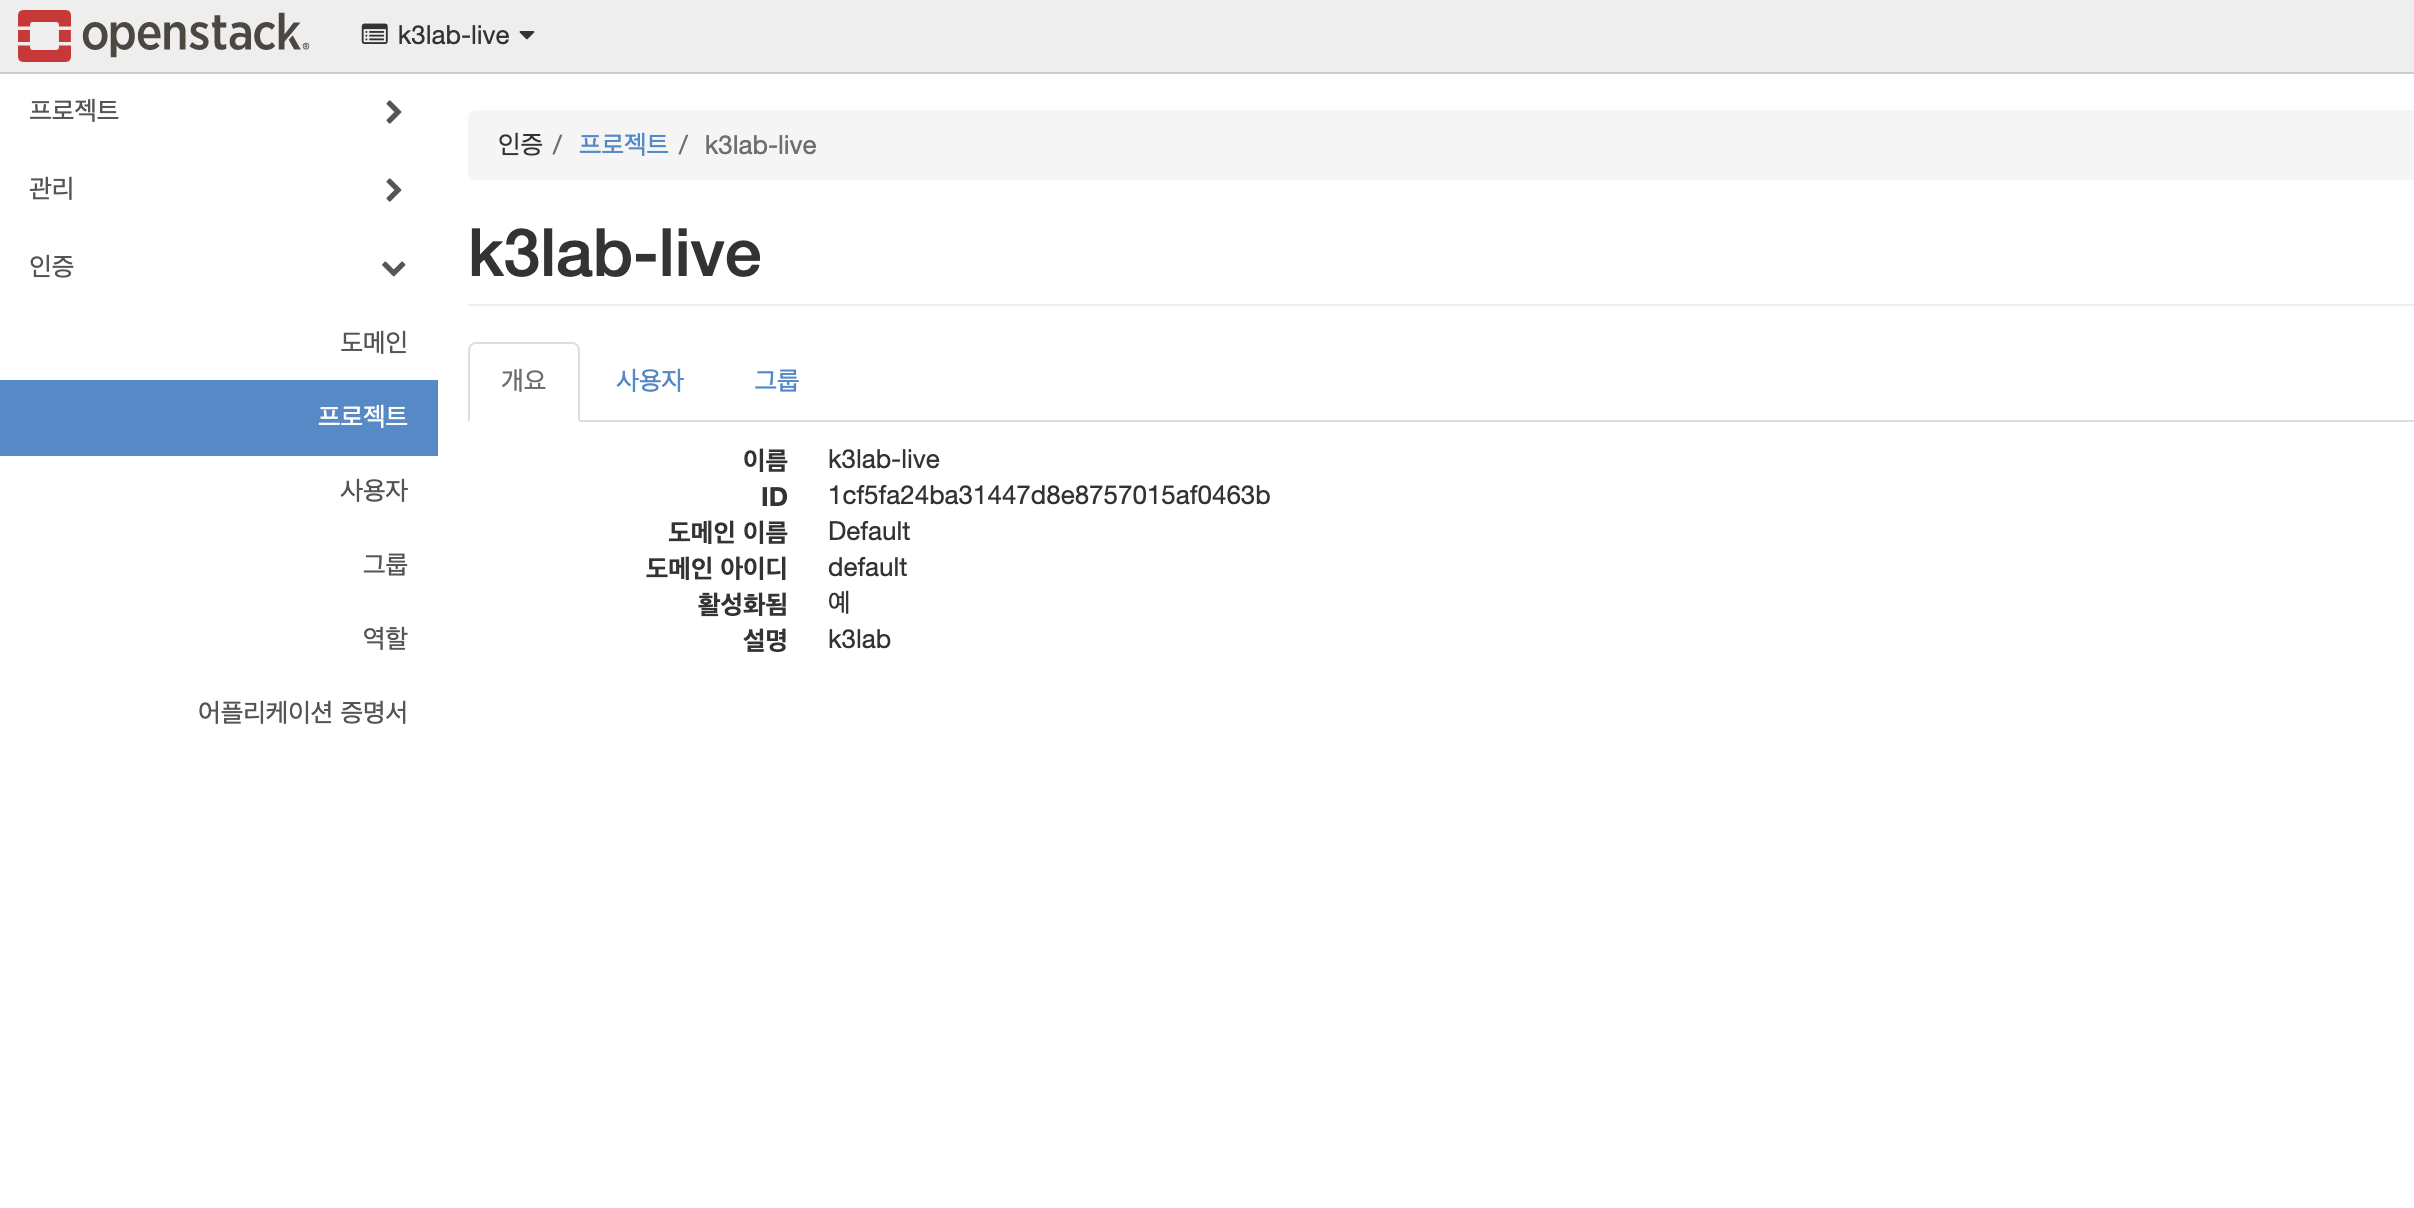 openstack.
k3lab-live
프로젝트
관리
인증
도메인
프로젝트
사용자
그룹
역할
어플리케이션 증명서
인증 / 프로젝트 / k3lab-live
k3lab-live
개요 사용자 그룹
이름 k3lab-live
ID 1cf5fa24ba31447d8e8757015af0463b
도메인 이름 Default
도메인 아이디 default
활성화됨 예
설명 k3lab